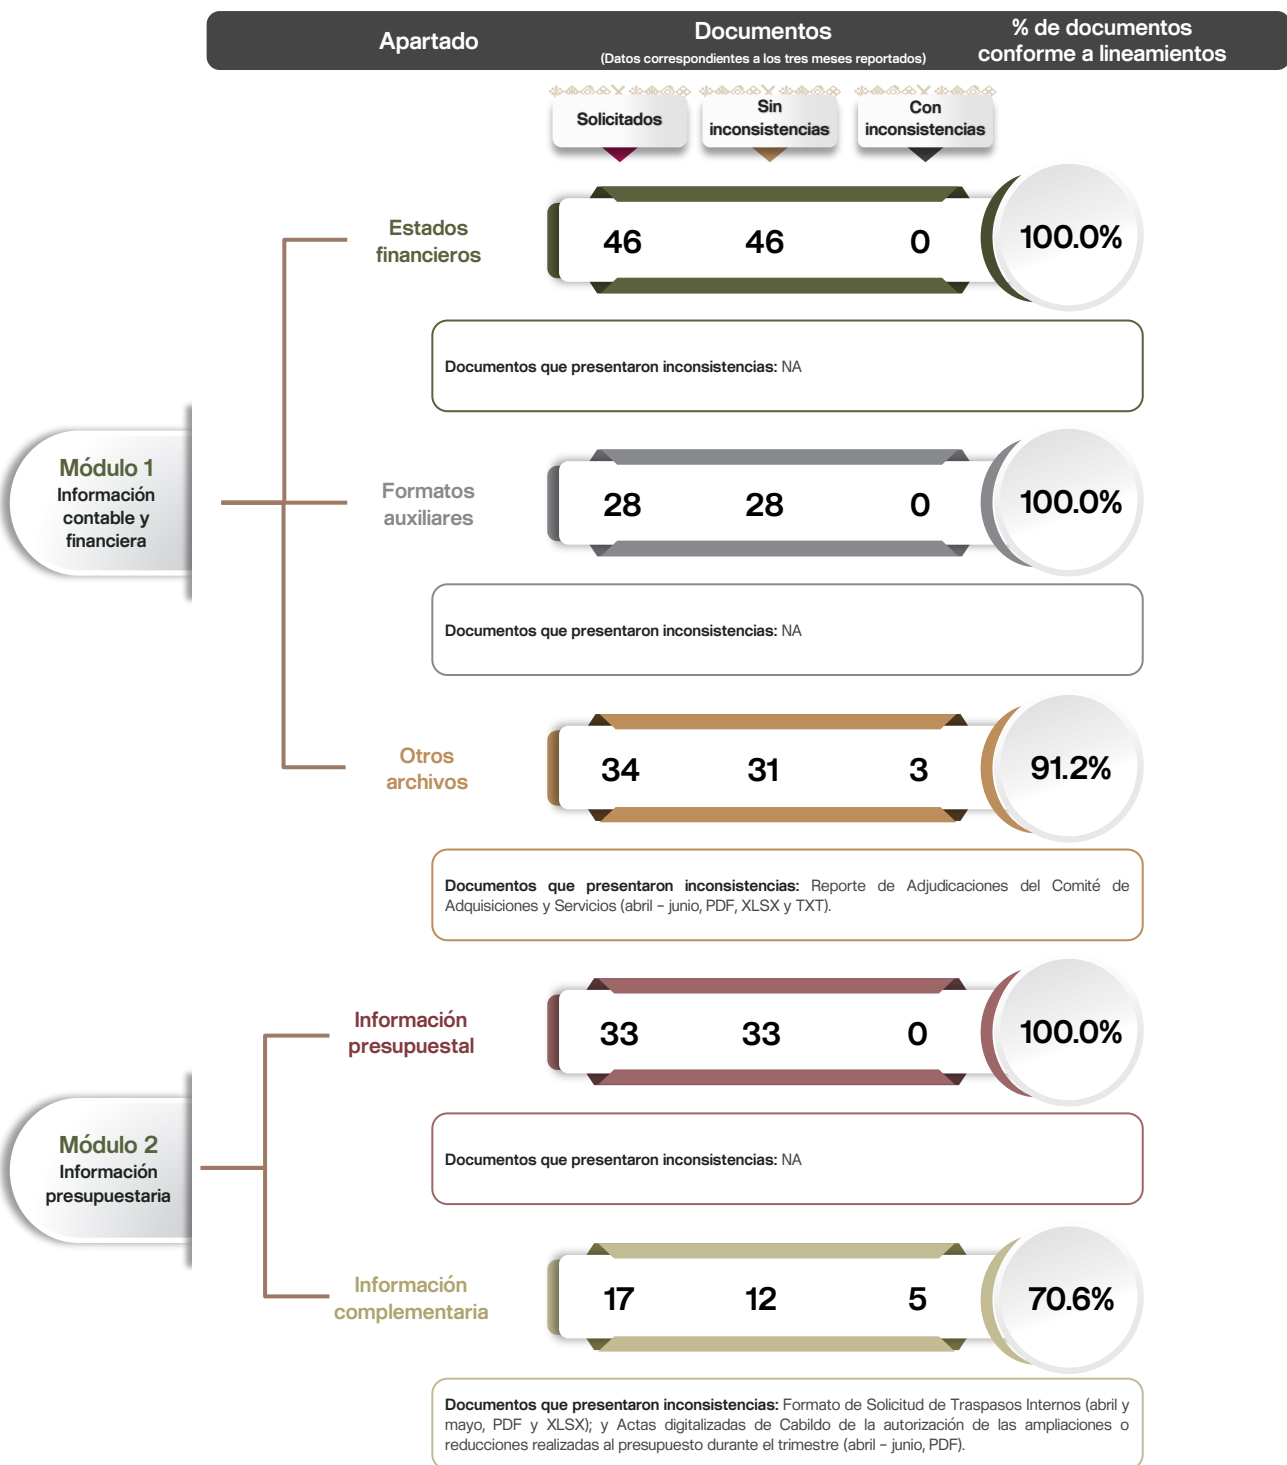 Apartado
Documentos
(Datos correspondientes a los tres meses reportados)
% de documentos
conforme a lineamientos
Solicitados
Sin
inconsistencias
Con
inconsistencias
Módulo 1
Información
contable y
financiera
Estados
financieros
46 46 0 100.0%
Documentos que presentaron inconsistencias: NA
Formatos
auxiliares
28 28 0 100.0%
Documentos que presentaron inconsistencias: NA
Otros
archivos
34 31 3 91.2%
Documentos que presentaron inconsistencias: Reporte de Adjudicaciones del Comité de
Adquisiciones y Servicios (abril – junio, PDF, XLSX y TXT).
Módulo 2
Información
presupuestaria
Información
presupuestal
33 33 0 100.0%
Documentos que presentaron inconsistencias: NA
Información
complementaria
17 12 5 70.6%
Documentos que presentaron inconsistencias: Formato de Solicitud de Traspasos Internos (abril y
mayo, PDF y XLSX); y Actas digitalizadas de Cabildo de la autorización de las ampliaciones o
reducciones realizadas al presupuesto durante el trimestre (abril – junio, PDF).